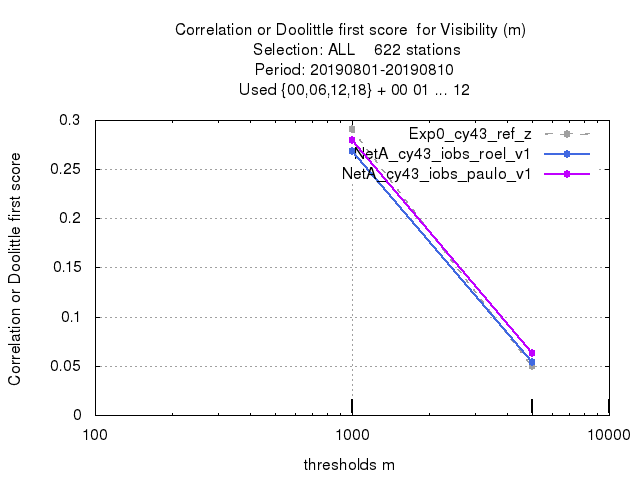 Correlation or Doolittle first score  for Visibility (m)
Selection: ALL    622 stations
Period: 20190801-20190810
Used {00,06,12,18} + 00 01 ... 12
Correlation or Doolittle first score
0.3
0.25
0.2
0.15
0.1
0.05
0
Exp0_cy43_ref_z
NetA_cy43_iobs_roel_v1
NetA_cy43_iobs_paulo_v1
100
1000
10000
thresholds m